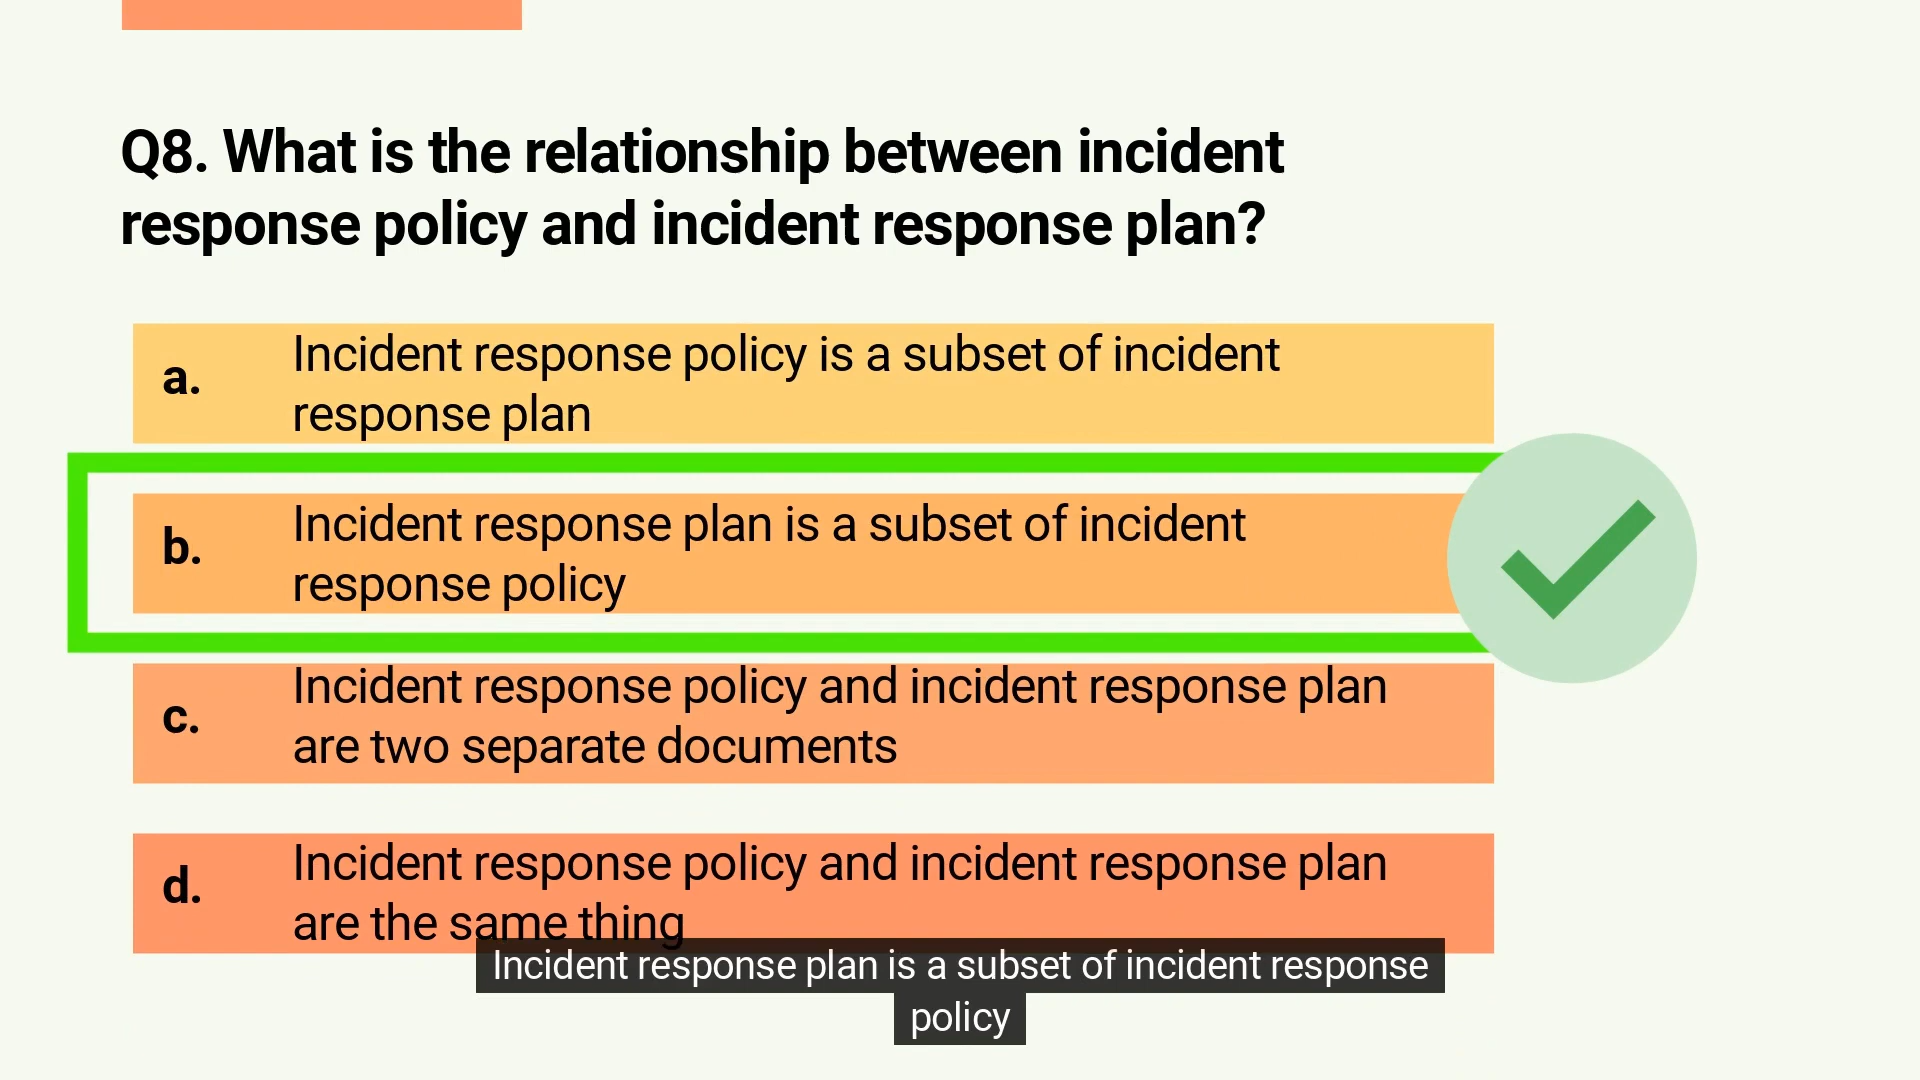 Q8. What is the relationship between incident
response policy and incident response plan?
a.
Incident response policy is a subset of incident
response plan
b.
Incident response plan is a subset of incident
response policy
c.
Incident response policy and incident response plan
are two separate documents
d.
Incident response policy and incident response plan
are the same thing
Incident response plan is a subset of incident response
policy